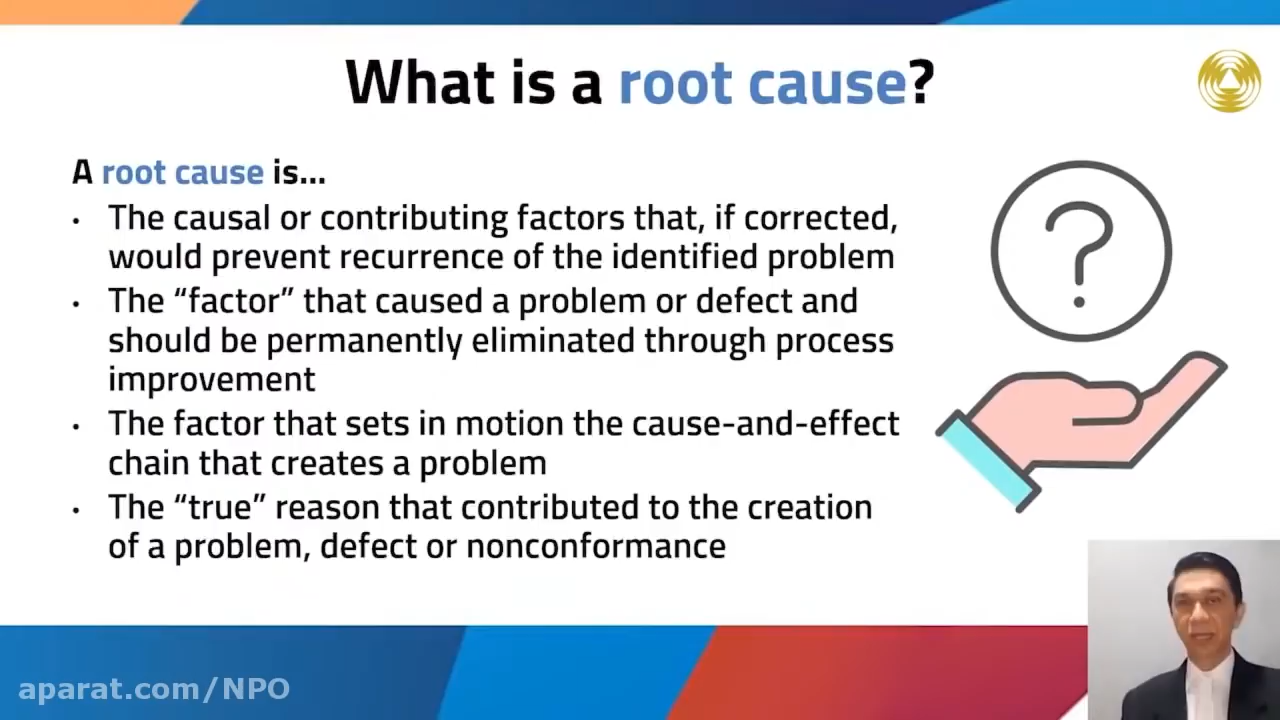 What is a root cause?
A root cause is...
• The causal or contributing factors that, if corrected,
would prevent recurrence of the identified problem
• The “factor” that caused a problem or defect and
should be permanently eliminated through process
improvement
• The factor that sets in motion the cause-and-effect
chain that creates a problem
• The “true” reason that contributed to the creation
of a problem, defect or nonconformance
?
aparat.com/NPO